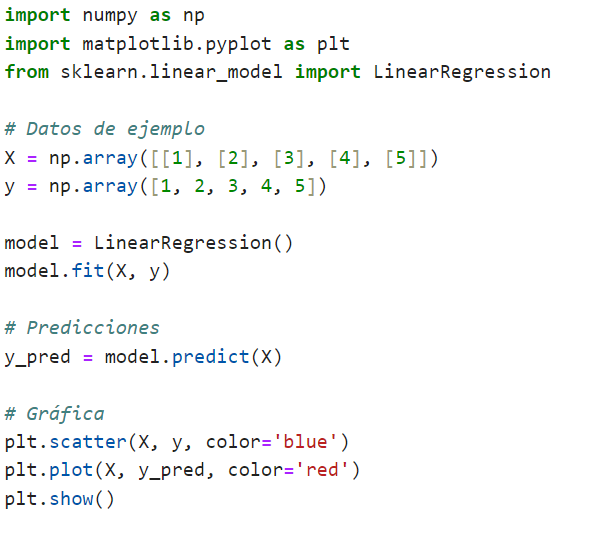 import numpy as np
import matplotlib.pyplot as plt
from sklearn.linear_model import LinearRegression
# Datos de ejemplo
X = np.array([[1], [2], [3], [4], [5]])
y = np.array([1, 2, 3, 4, 5])
model = LinearRegression()
model.fit(X, y)
# Predicciones
y_pred = model.predict(X)
# Gráfica
plt.scatter(X, y, color='blue')
plt.plot(X, y_pred, color='red')
plt.show()